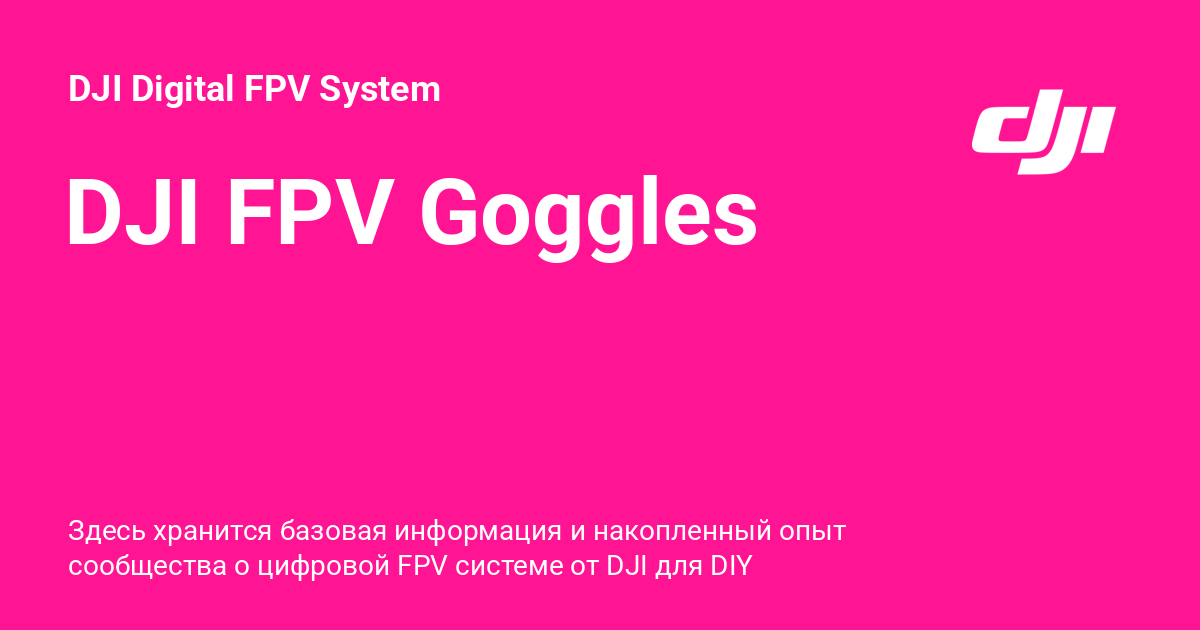 DJI Digital FPV System
dji
DJI FPV Goggles
Здесь хранится базовая информация и накопленный опыт
сообщества о цифровой FPV системе от DJI для DIY